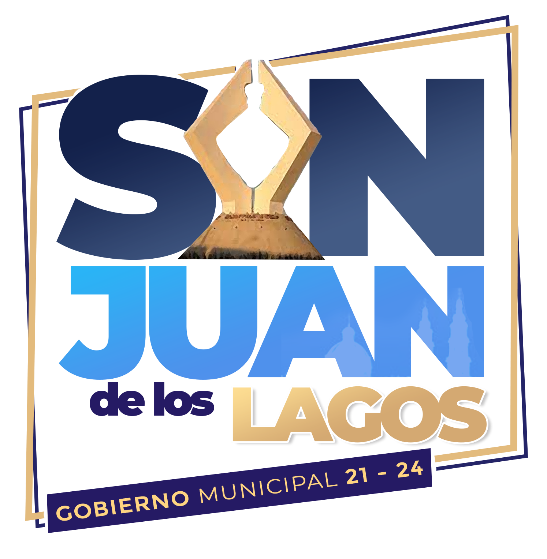 SAN
JUAN
de los LAGOS
GOBIERNO MUNICIPAL 21 - 24